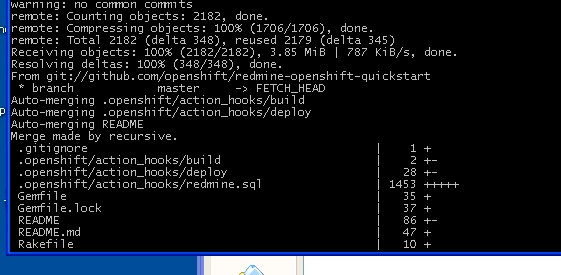 warning: no common commits
remote: Counting objects: 2182, done.
remote: Compressing objects: 100% (1706/1706), done.
remote: Total 2182 (delta 348), reused 2179 (delta 345)
Receiving objects: 100% (2182/2182), 3.85 MiB | 787 KiB/s, done.
Resolving deltas: 100% (348/348), done.
From git://github.com/openshift/redmine-openshift-quickstart
 * branch            master     -> FETCH_HEAD
Auto-merging .openshift/action_hooks/build
Auto-merging .openshift/action_hooks/deploy
Auto-merging README
Merge made by recursive.
 .gitignore                                         |    1 +
 .openshift/action_hooks/build                      |    2 +-
 .openshift/action_hooks/deploy                     |   28 +-
 .openshift/action_hooks/redmine.sql                | 1453 +++++
 Gemfile                                            |   35 +
 Gemfile.lock                                       |   37 +
 README                                             |   86 +-
 README.md                                          |   47 +
 Rakefile                                           |   10 +